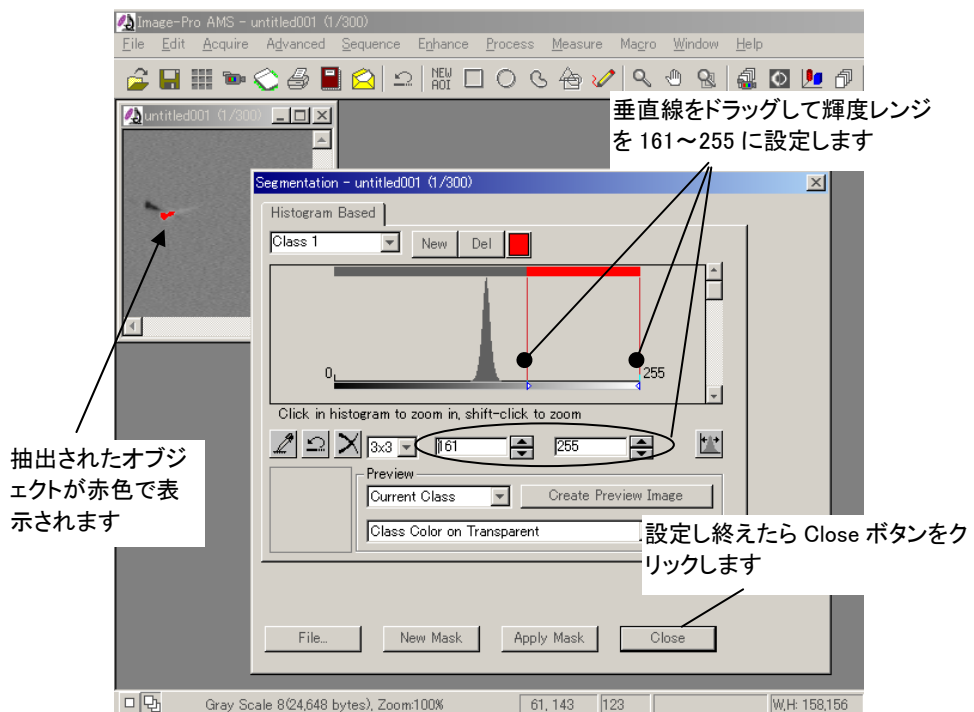 Image-Pro AMS - untitled001 (1/300)
File Edit Acquire Advanced Sequence Enhance Process Measure Macro Window Help
NEW
AOI
untitled001 (1/300)
垂直線をドラッグして輝度レンジ
を 161～255 に設定します
Segmentation - untitled001 (1/300)
Histogram Based
Class 1
New
Del
0
255
Click in histogram to zoom in, shift-click to zoom
3x3
161
255
抽出されたオブジ
ェクトが赤色で表
示されます
Preview
Current Class
Create Preview Image
Class Color on Transparent
設定し終えたら Close ボタンをク
リックします
File...
New Mask
Apply Mask
Close
Gray Scale 8(24,648 bytes), Zoom:100%
61, 143
123
W,H: 158,156